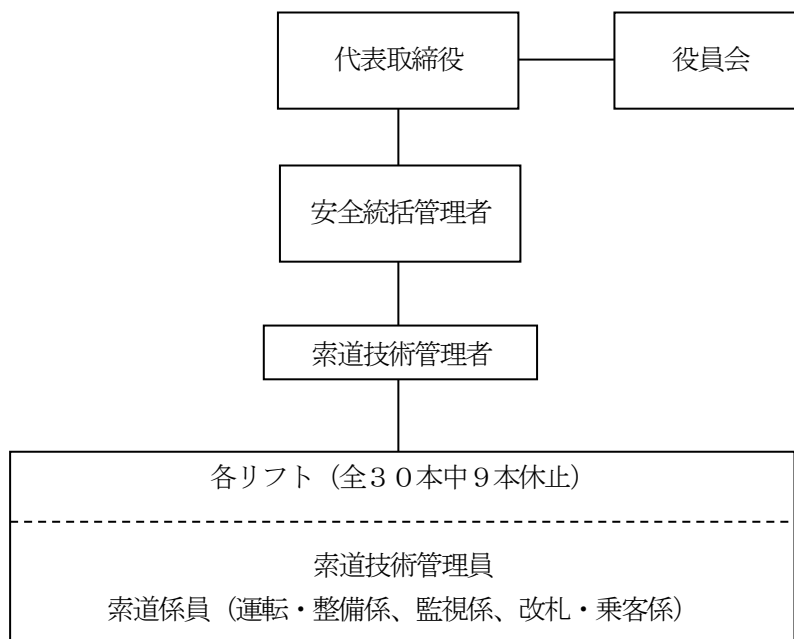 代表取締役
役員会
安全統括管理者
索道技術管理者
各リフト（全３０本中９本休止）
索道技術管理員
索道係員（運転・整備係、監視係、改札・乗客係）